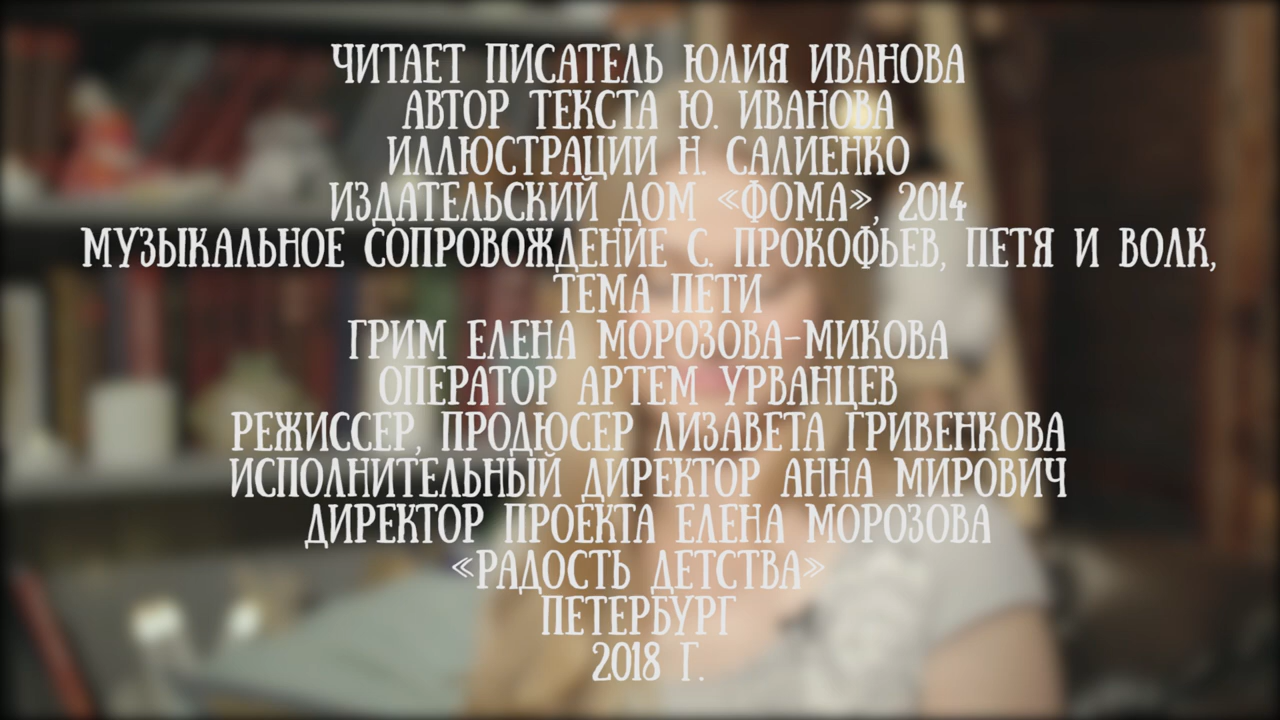 ЧИТАЕТ ПИСАТЕЛЬ ЮЛИЯ ИВАНОВА
АВТОР ТЕКСТА Ю. ИВАНОВА
ИЛЛЮСТРАЦИИ Н. САЛИЕНКО
ИЗДАТЕЛЬСКИЙ ДОМ «ФОМА», 2014
МУЗЫКАЛЬНОЕ СОПРОВОЖДЕНИЕ С. ПРОКОФЬЕВ, ПЕТЯ И ВОЛК,
ТЕМА ПЕТИ
ГРИМ ЕЛЕНА МОРОЗОВА-МИКОВА
ОПЕРАТОР АРТЕМ УРВАНЦЕВ
РЕЖИССЕР, ПРОДЮСЕР ЛИЗАВЕТА ГРИВЕНКОВА
ИСПОЛНИТЕЛЬНЫЙ ДИРЕКТОР АННА МИРОВИЧ
ДИРЕКТОР ПРОЕКТА ЕЛЕНА МОРОЗОВА
«РАДОСТЬ ДЕТСТВА»
ПЕТЕРБУРГ
2018 Г.